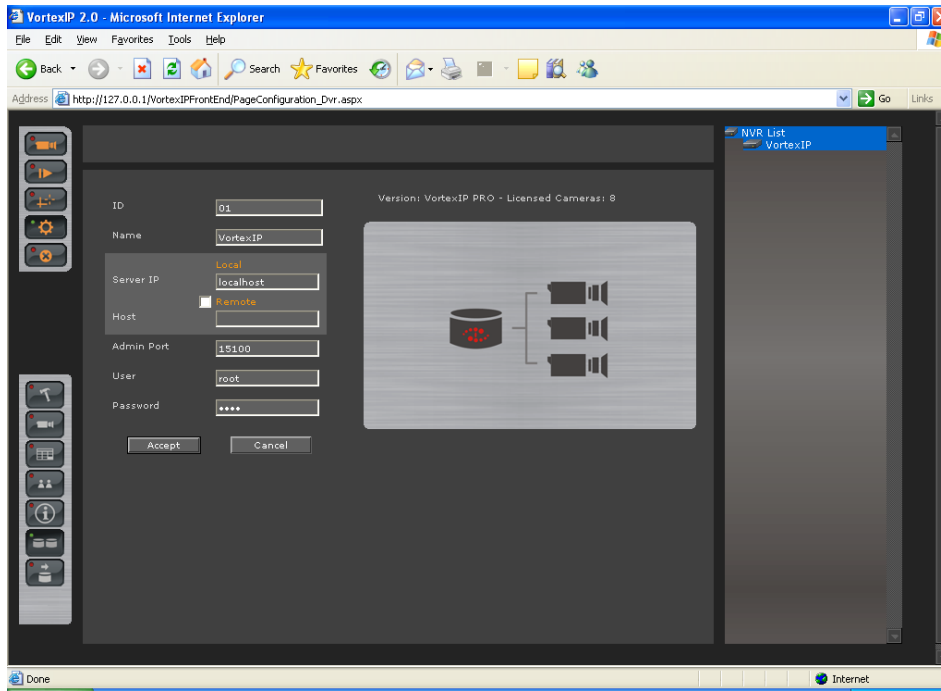 VortexIP 2.0 - Microsoft Internet Explorer
File Edit View Favorites Tools Help
Back Search Favorites
Address http://127.0.0.1/VortexIPFrontEnd/PageConfiguration_Dvr.aspx Go Links
NVR List
VortexIP
Version: VortexIP PRO - Licensed Cameras: 8
ID 01
Name VortexIP
Local
Server IP localhost
Remote
Host
Admin Port 15100
User root
Password ••••
Accept Cancel
Done Internet